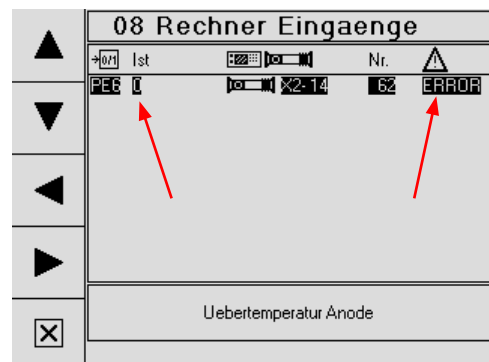 08 Rechner Eingaenge
→0/1 Ist Nr.
PE6 0 X2-14 62 ERROR
Uebertemperatur Anode